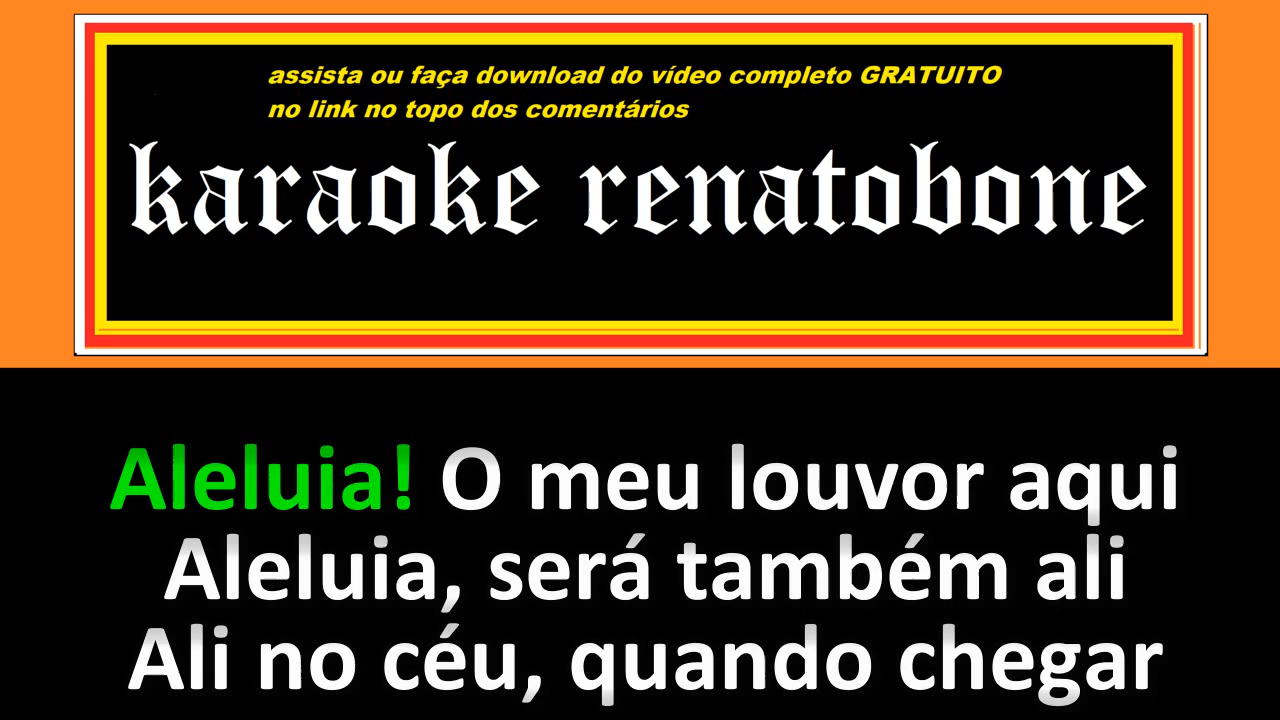 assista ou faça download do vídeo completo GRATUITO
no link no topo dos comentários
karaoke renatobone
Aleluia! O meu louvor aqui
Aleluia, será também ali
Ali no céu, quando chegar